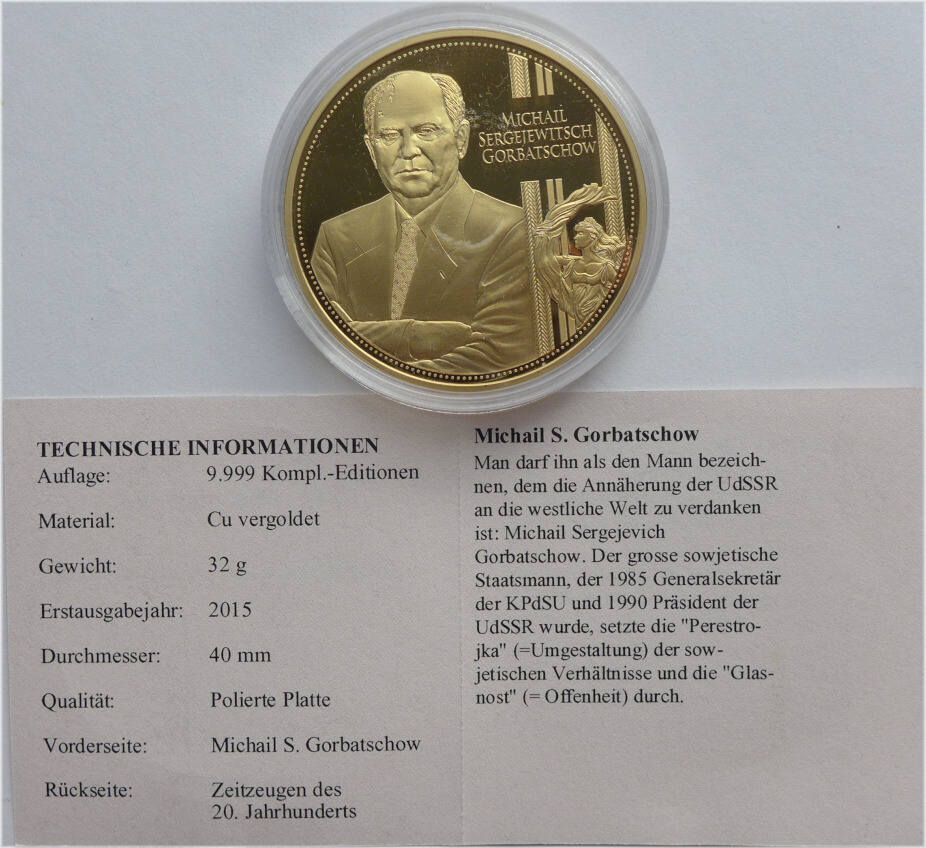 MICHAIL
SERGEJEWITSCH
GORBATSCHOW
TECHNISCHE INFORMATIONEN
Auflage: 9.999 Kompl.-Editionen
Material: Cu vergoldet
Gewicht: 32 g
Erstausgabejahr: 2015
Durchmesser: 40 mm
Qualität: Polierte Platte
Vorderseite: Michail S. Gorbatschow
Rückseite: Zeitzeugen des
20. Jahrhunderts
Michail S. Gorbatschow
Man darf ihn als den Mann bezeich-
nen, dem die Annäherung der UdSSR
an die westliche Welt zu verdanken
ist: Michail Sergejevich
Gorbatschow. Der grosse sowjetische
Staatsmann, der 1985 Generalsekretär
der KPdSU und 1990 Präsident der
UdSSR wurde, setzte die "Perestro-
jka" (=Umgestaltung) der sow-
jetischen Verhältnisse und die "Glas-
nost" (= Offenheit) durch.